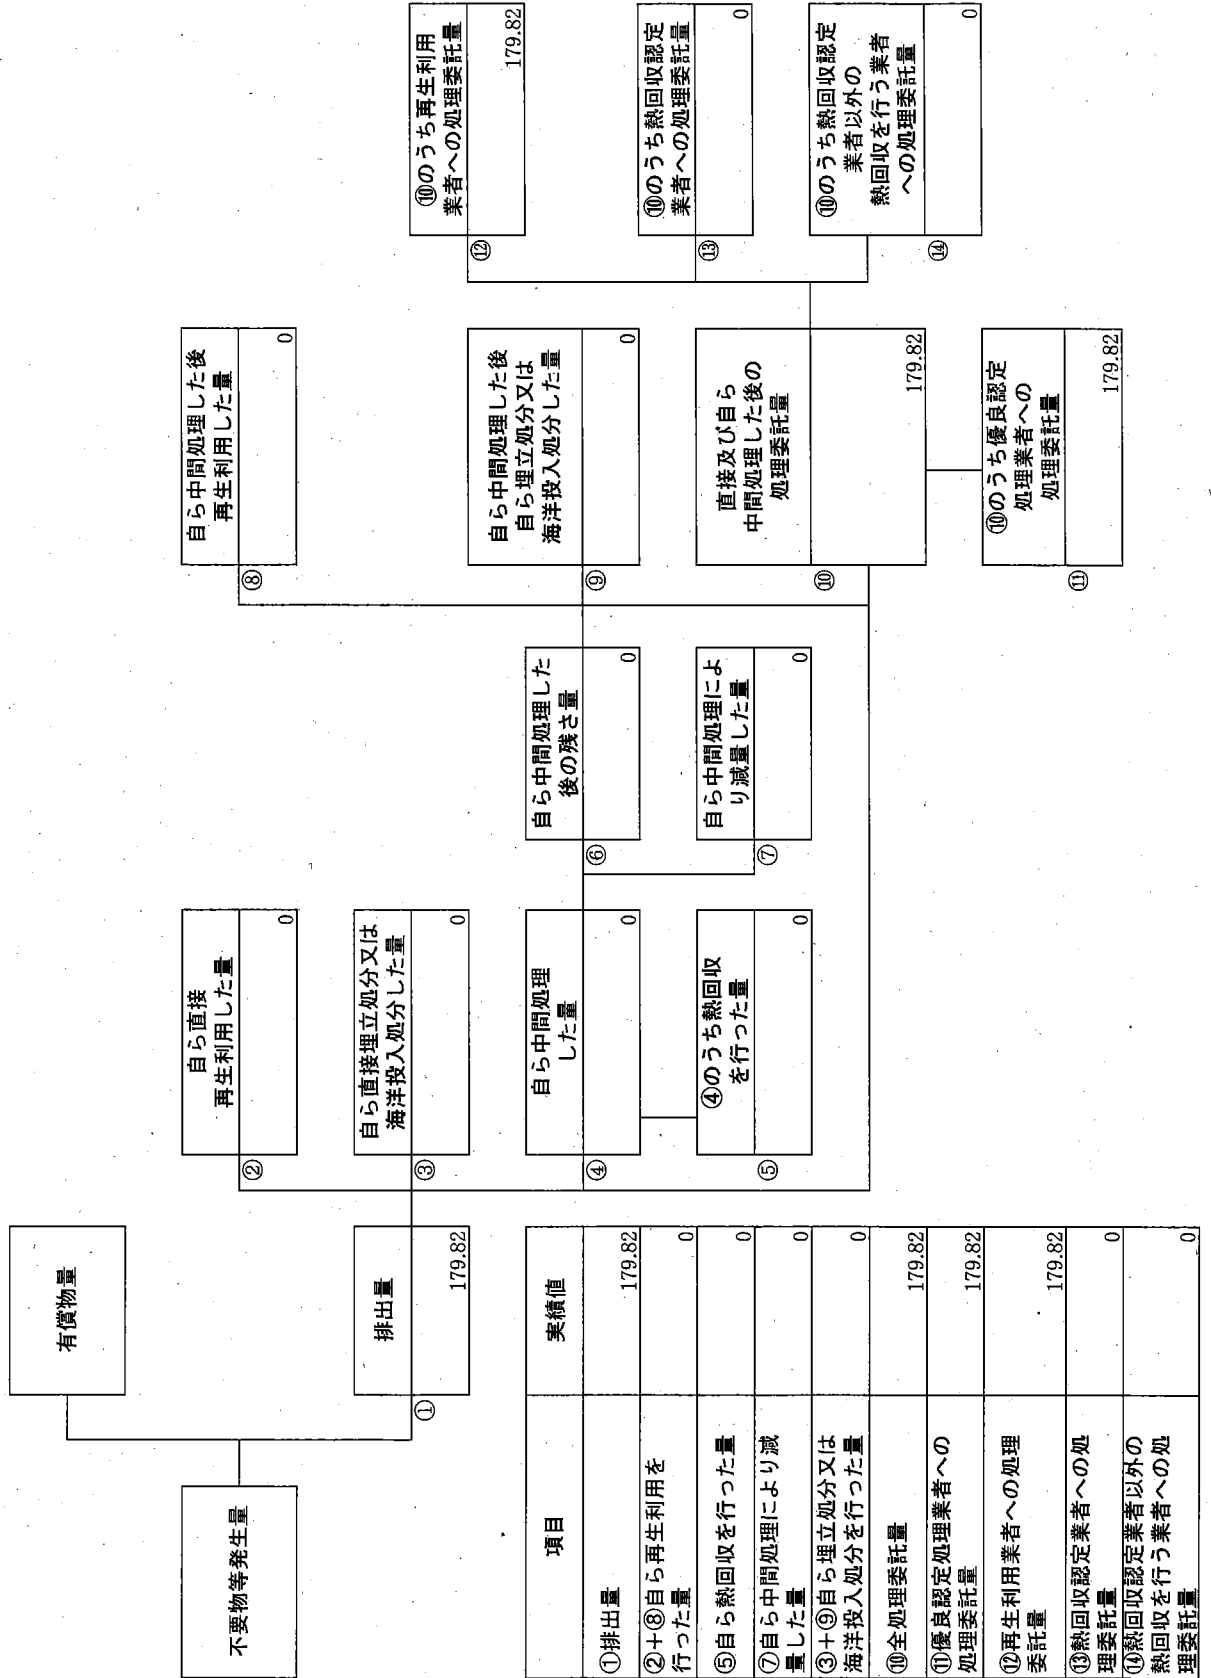 不要物等発生量
有償物量
①
排出量
179.82
②
自ら直接
再生利用した量
0
③
自ら直接埋立処分又は
海洋投入処分した量
0
④
自ら中間処理
した量
0
⑤
④のうち熱回収
を行った量
0
⑥
自ら中間処理した
後の残さ量
0
⑦
自ら中間処理によ
り減量した量
0
⑧
自ら中間処理した後
再生利用した量
0
⑨
自ら中間処理した後
自ら埋立処分又は
海洋投入処分した量
0
⑩
直接及び自ら
中間処理した後の
処理委託量
179.82
⑪
⑩のうち優良認定
処理業者への
処理委託量
179.82
⑫
⑩のうち再生利用
業者への処理委託量
179.82
⑬
⑩のうち熱回収認定
業者への処理委託量
0
⑭
⑩のうち熱回収認定
業者以外の
熱回収を行う業者
への処理委託量
0
項目 実績値
①排出量 179.82
②+⑧自ら再生利用を
行った量 0
⑤自ら熱回収を行った量 0
⑦自ら中間処理により減
量した量 0
③+⑨自ら埋立処分又は
海洋投入処分を行った量 0
⑩全処理委託量 179.82
⑪優良認定処理業者への
処理委託量 179.82
⑫再生利用業者への処理
委託量 179.82
⑬熱回収認定業者への処
理委託量 0
⑭熱回収認定業者以外の
熱回収を行う業者への処
理委託量 0